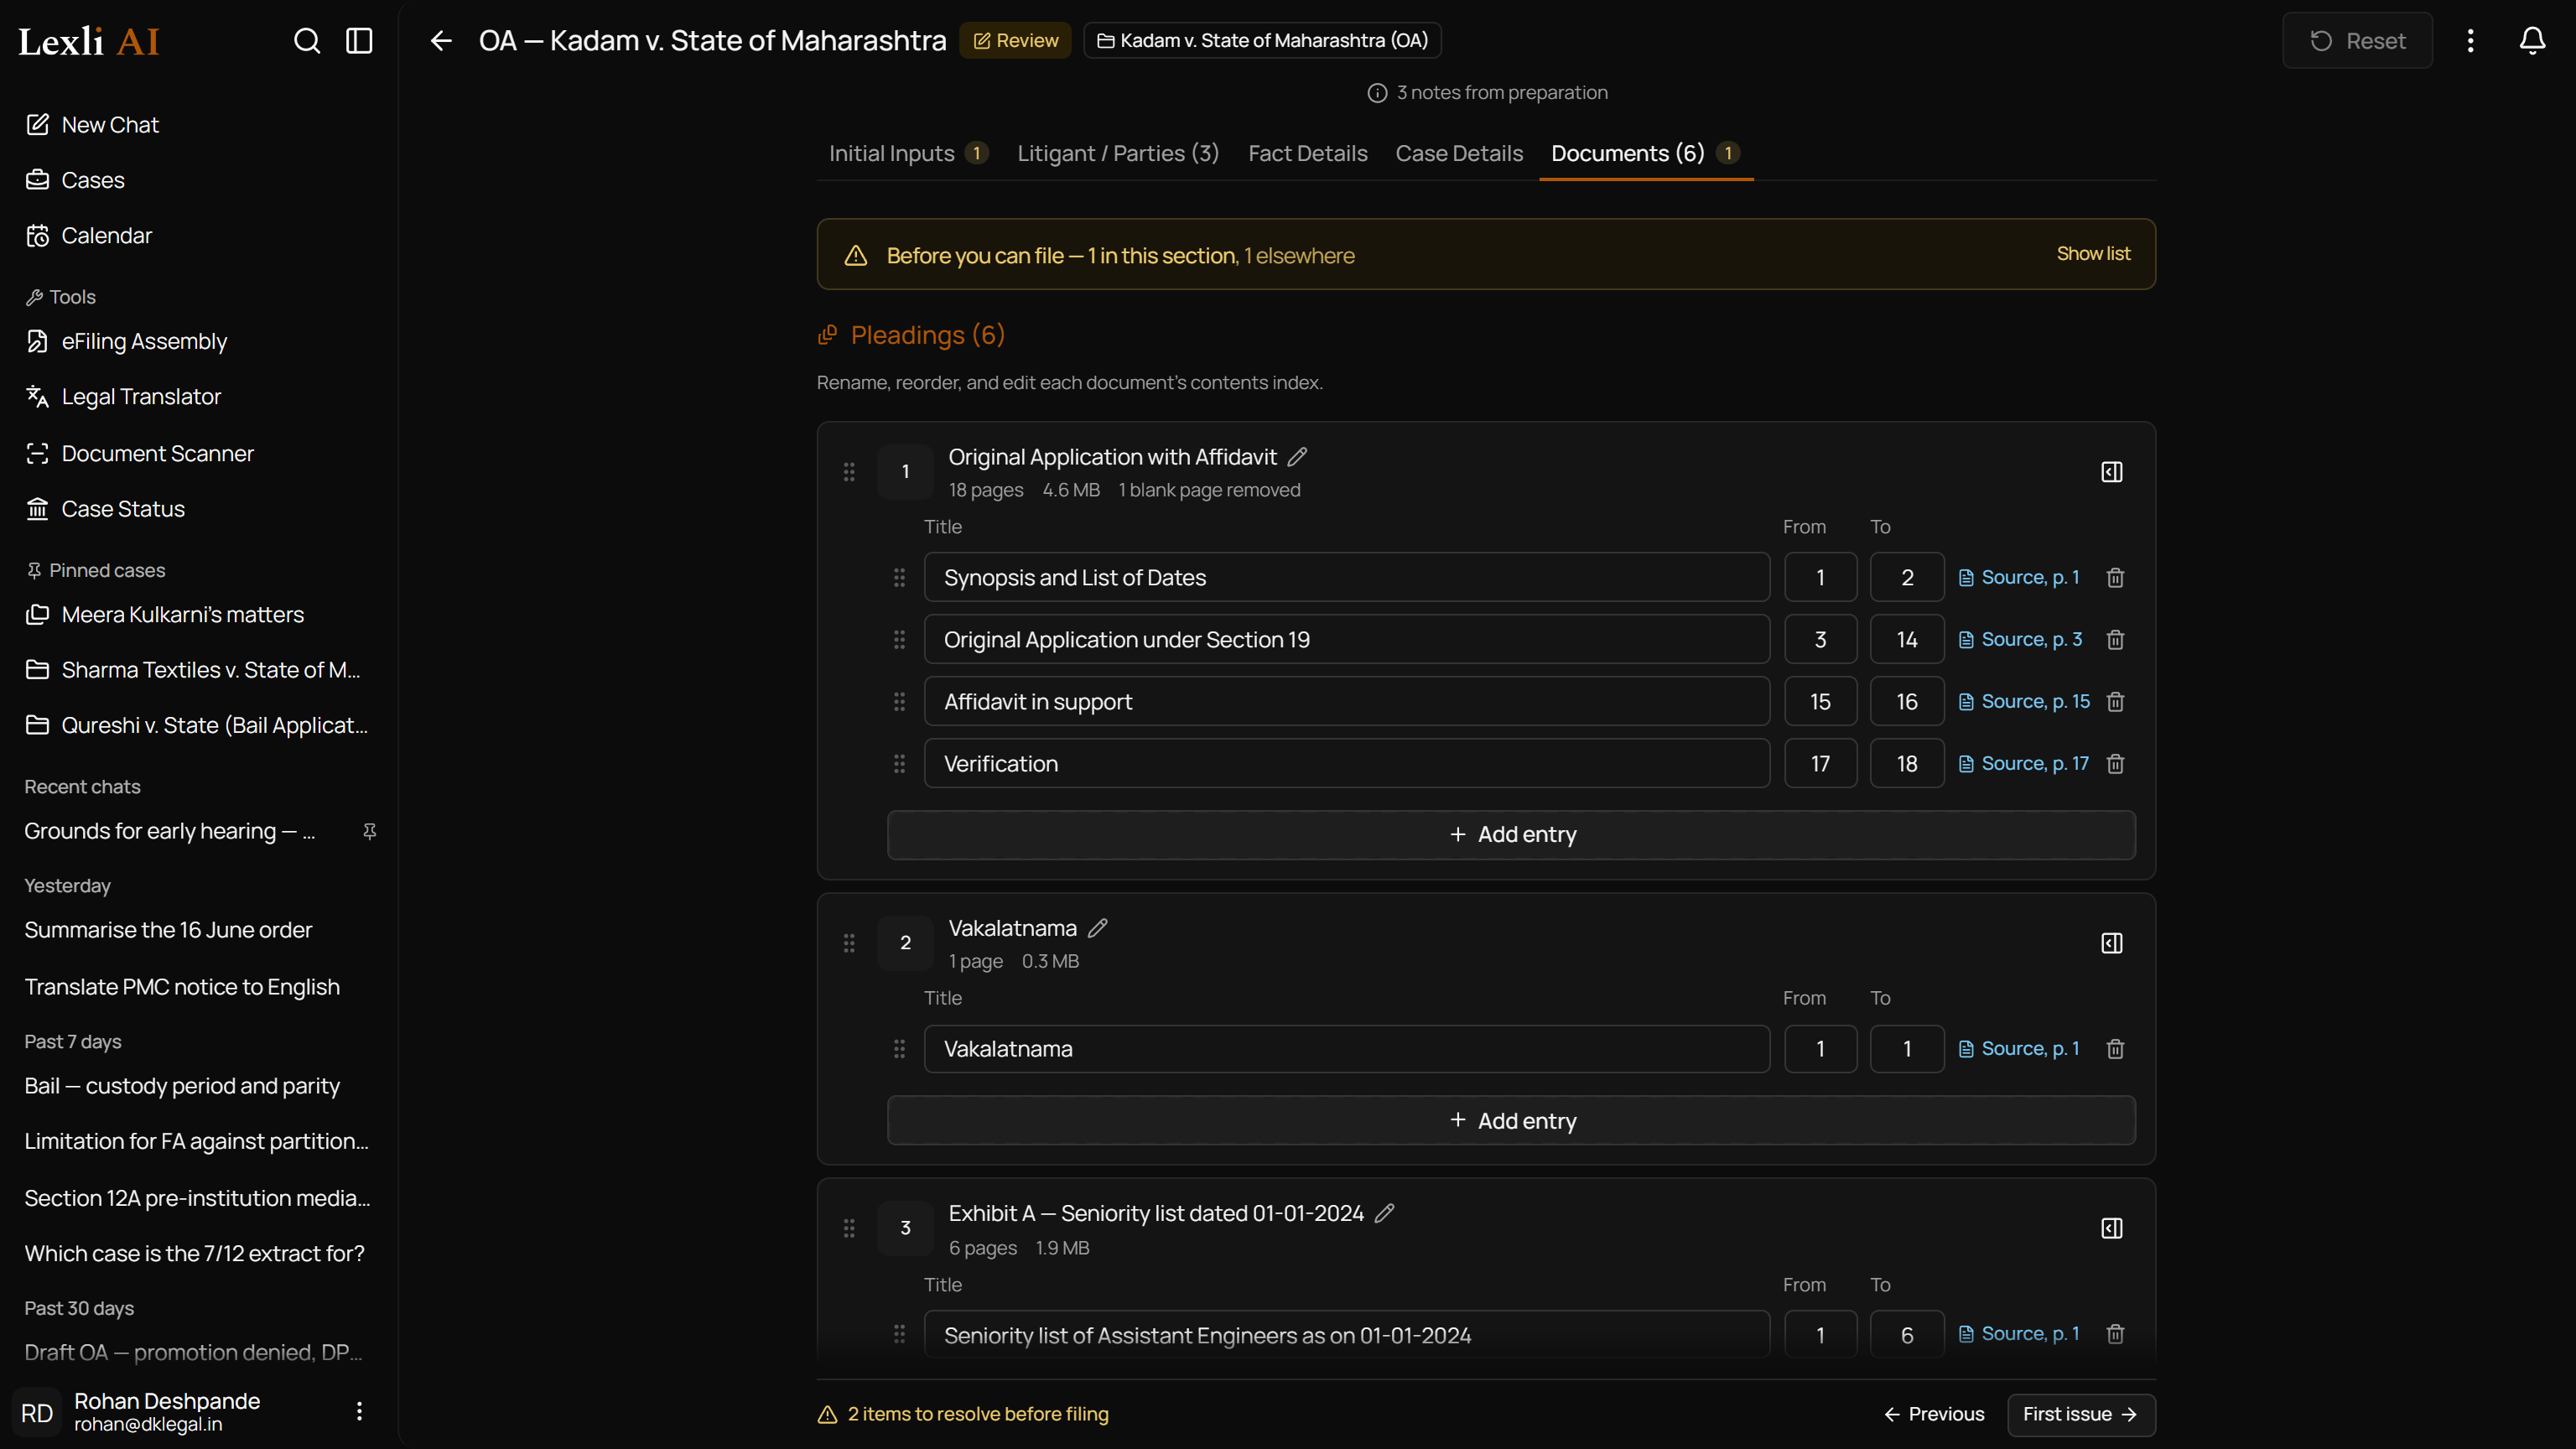 Lexli AI
New Chat
Cases
Calendar
Tools
eFiling Assembly
Legal Translator
Document Scanner
Case Status
Pinned cases
Meera Kulkarni's matters
Sharma Textiles v. State of M...
Qureshi v. State (Bail Applicat...
Recent chats
Grounds for early hearing — ...
Yesterday
Summarise the 16 June order
Translate PMC notice to English
Past 7 days
Bail — custody period and parity
Limitation for FA against partition...
Section 12A pre-institution media...
Which case is the 7/12 extract for?
Past 30 days
Draft OA — promotion denied, DP...
RD
Rohan Deshpande
rohan@dklegal.in
OA — Kadam v. State of Maharashtra Review Kadam v. State of Maharashtra (OA) Reset
3 notes from preparation
Initial Inputs 1 Litigant / Parties (3) Fact Details Case Details Documents (6) 1
Before you can file — 1 in this section, 1 elsewhere Show list
Pleadings (6)
Rename, reorder, and edit each document's contents index.
1 Original Application with Affidavit
18 pages 4.6 MB 1 blank page removed
Title From To
Synopsis and List of Dates 1 2 Source, p. 1
Original Application under Section 19 3 14 Source, p. 3
Affidavit in support 15 16 Source, p. 15
Verification 17 18 Source, p. 17
+ Add entry
2 Vakalatnama
1 page 0.3 MB
Title From To
Vakalatnama 1 1 Source, p. 1
+ Add entry
3 Exhibit A — Seniority list dated 01-01-2024
6 pages 1.9 MB
Title From To
Seniority list of Assistant Engineers as on 01-01-2024 1 6 Source, p. 1
2 items to resolve before filing ← Previous First issue →